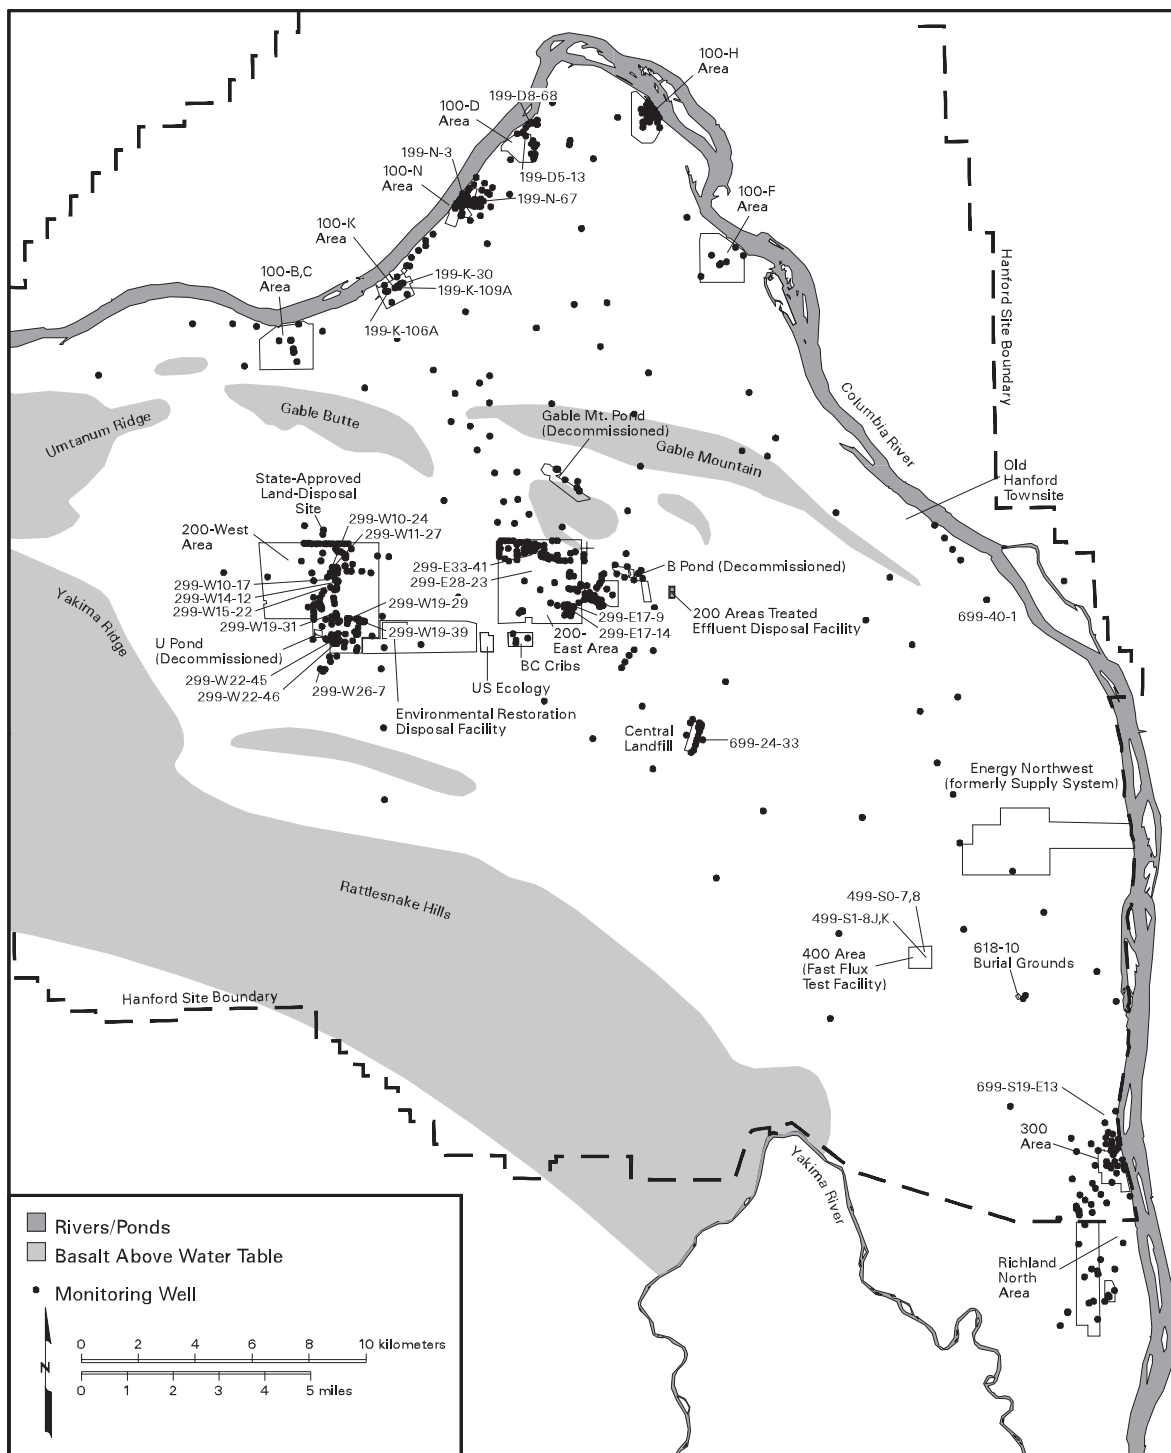 100-H
Area
199-D8-68
100-D
Area
199-N-3
100-N
Area
199-D5-13
199-N-67
100-F
Area
100-K
Area
100-B,C
Area
199-K-30
199-K-109A
199-K-106A
Hanford Site Boundary
Columbia River
Umtanum Ridge
Gable Butte
Gable Mt. Pond
(Decommissioned)
Gable Mountain
Old
Hanford
Townsite
State-Approved
Land-Disposal
Site
299-W10-24
299-W11-27
200-West
Area
299-E33-41
299-E28-23
B Pond (Decommissioned)
299-W10-17
299-W14-12
299-W15-22
299-W19-29
299-W19-31
299-W19-39
299-E17-9
299-E17-14
200 Areas Treated
Effluent Disposal Facility
699-40-1
Yakima Ridge
U Pond
(Decommissioned)
200-
East Area
BC Cribs
US Ecology
299-W22-45
299-W22-46
299-W26-7
Environmental Restoration
Disposal Facility
Central
Landfill
699-24-33
Energy Northwest
(formerly Supply System)
Rattlesnake Hills
499-S0-7,8
499-S1-8J,K
400 Area
(Fast Flux
Test Facility)
618-10
Burial Grounds
Hanford Site Boundary
699-S19-E13
300
Area
Yakima River
Richland
North
Area
Rivers/Ponds
Basalt Above Water Table
Monitoring Well
N
0 2 4 6 8 10 kilometers
0 1 2 3 4 5 miles